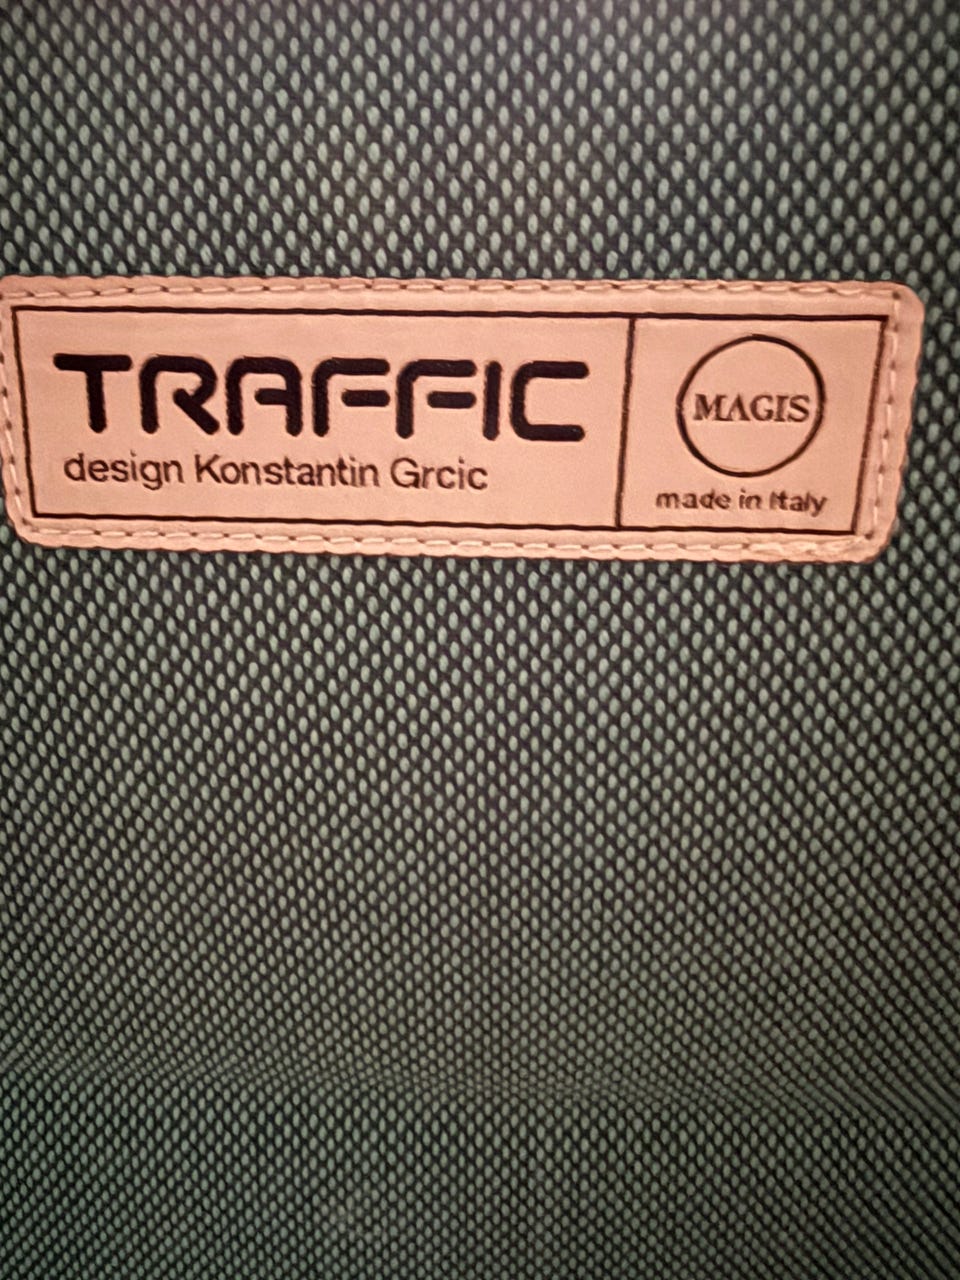 TRAFFIC
design Konstantin Grcic
MAGIS
made in Italy